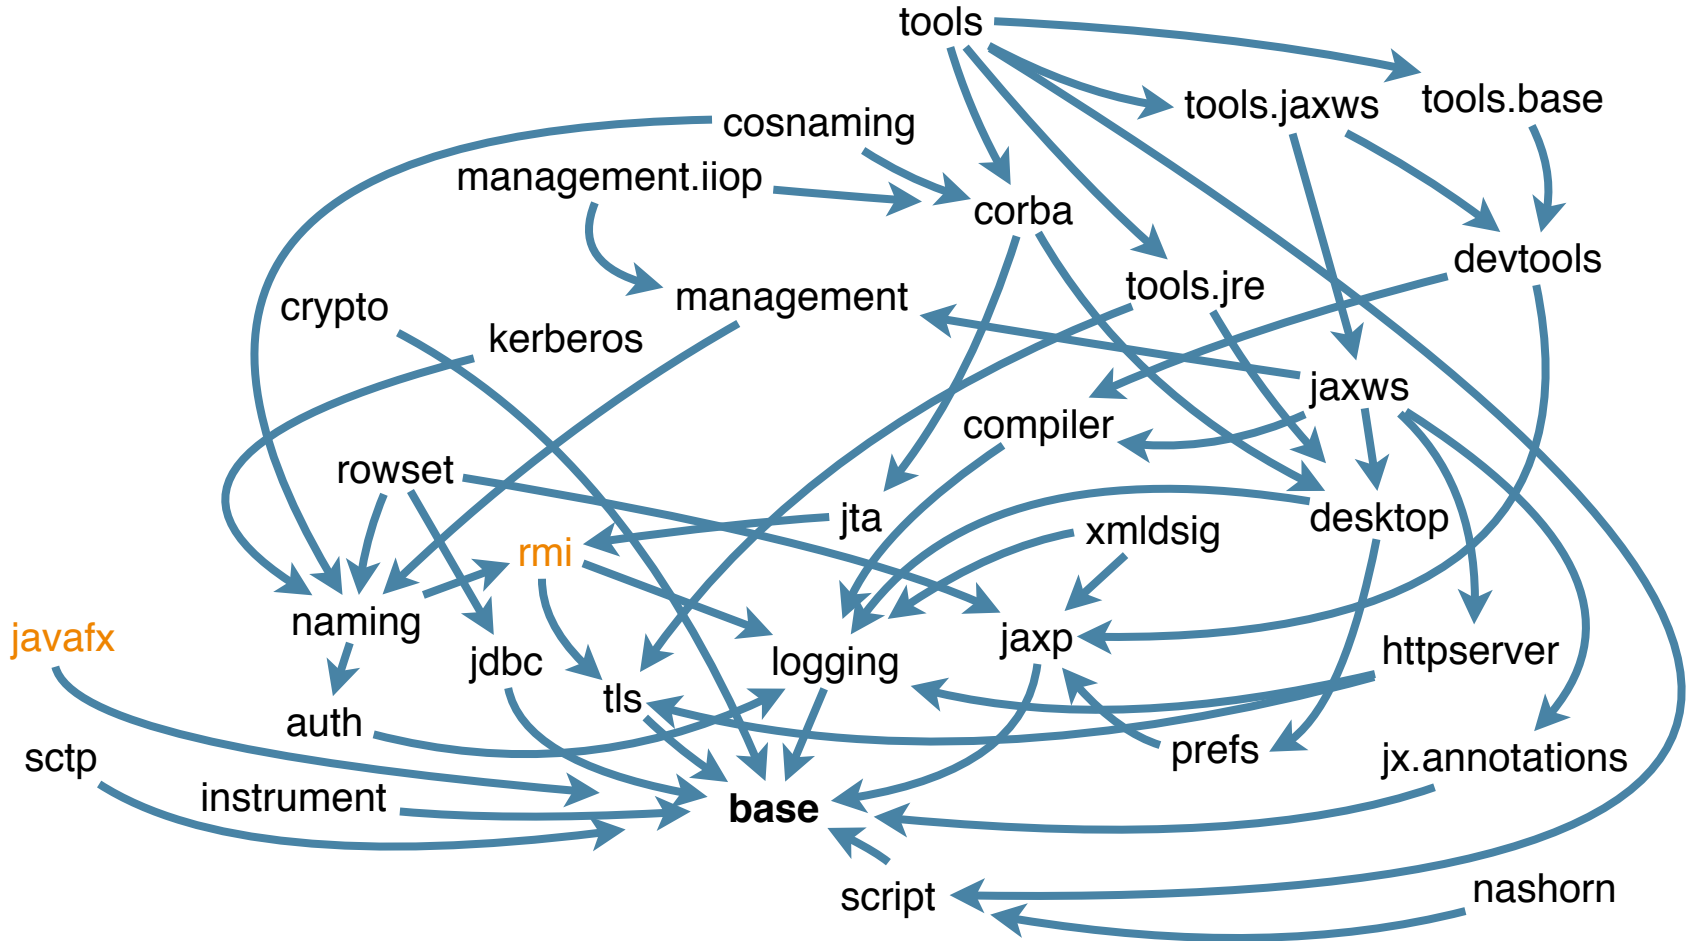 tools
tools.base
tools.jaxws
cosnaming
management.iiop
corba
devtools
tools.jre
management
crypto
kerberos
jaxws
compiler
rowset
jta
desktop
xmldsig
rmi
naming
javafx
jaxp
httpserver
jdbc
logging
tls
auth
prefs
sctp
jx.annotations
instrument
base
nashorn
script